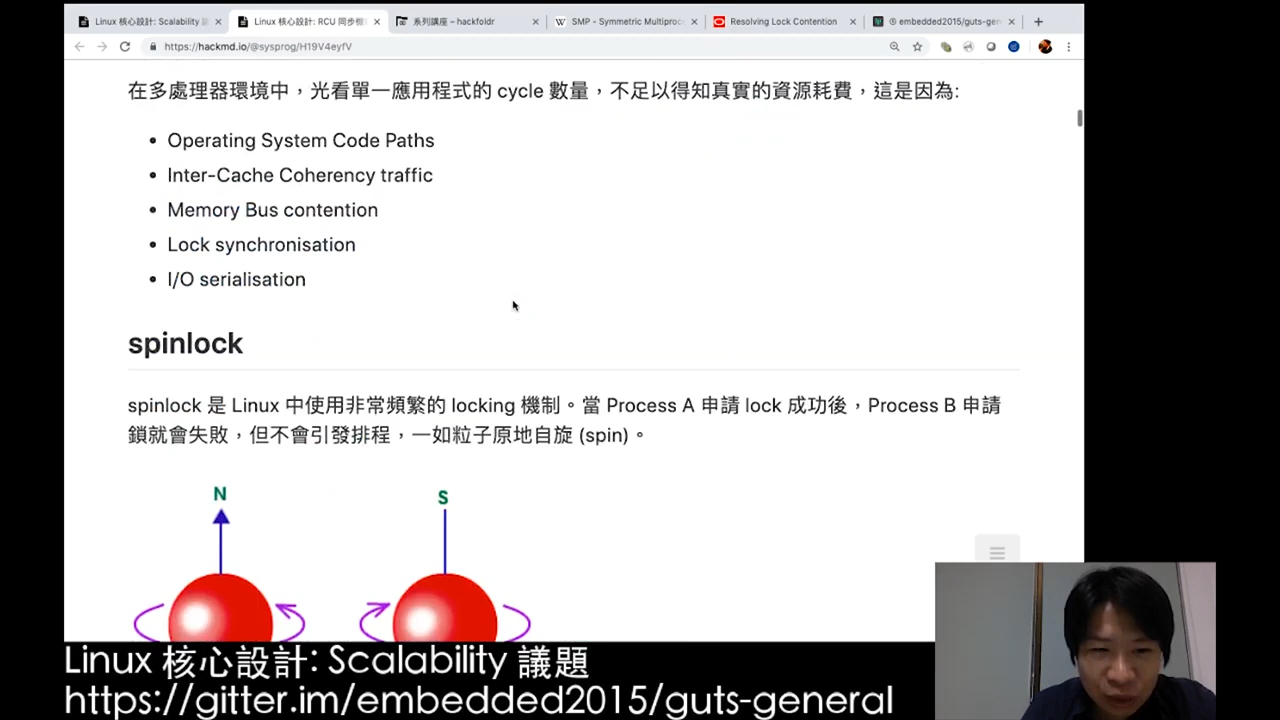 Linux 核心設計: Scalability 議
Linux 核心設計: RCU 同步機
系列講座 – hackfoldr
SMP - Symmetric Multiproc
Resolving Lock Contention
embedded2015/guts-gen
https://hackmd.io/@sysprog/H19V4eyfV
在多處理器環境中，光看單一應用程式的 cycle 數量，不足以得知真實的資源耗費，這是因為:
• Operating System Code Paths
• Inter-Cache Coherency traffic
• Memory Bus contention
• Lock synchronisation
• I/O serialisation
spinlock
spinlock 是 Linux 中使用非常頻繁的 locking 機制。當 Process A 申請 lock 成功後，Process B 申請
鎖就會失敗，但不會引發排程，一如粒子原地自旋 (spin)。
N
S
Linux 核心設計: Scalability 議題
https://gitter.im/embedded2015/guts-general